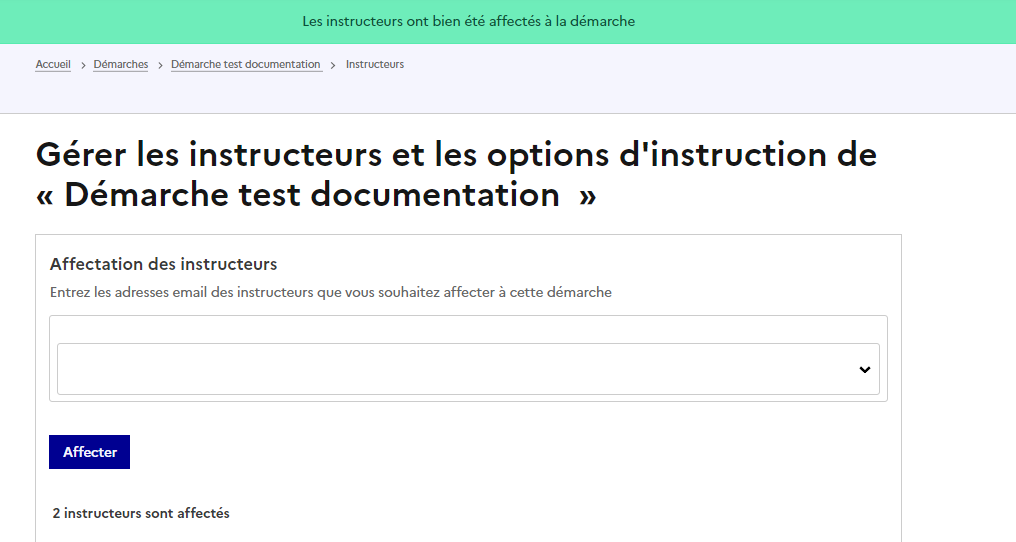 Les instructeurs ont bien été affectés à la démarche
Accueil > Démarches > Démarche test documentation > Instructeurs
Gérer les instructeurs et les options d'instruction de
« Démarche test documentation »
Affectation des instructeurs
Entrez les adresses email des instructeurs que vous souhaitez affecter à cette démarche
Affecter
2 instructeurs sont affectés